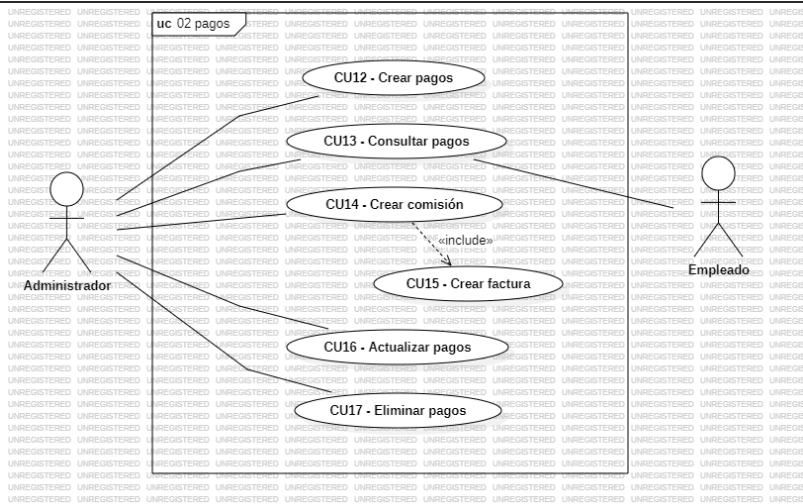 uc 02 pagos
CU12 - Crear pagos
CU13 - Consultar pagos
CU14 - Crear comisión
«include»
CU15 - Crear factura
Administrador
Empleado
CU16 - Actualizar pagos
CU17 - Eliminar pagos
UNREGISTERED